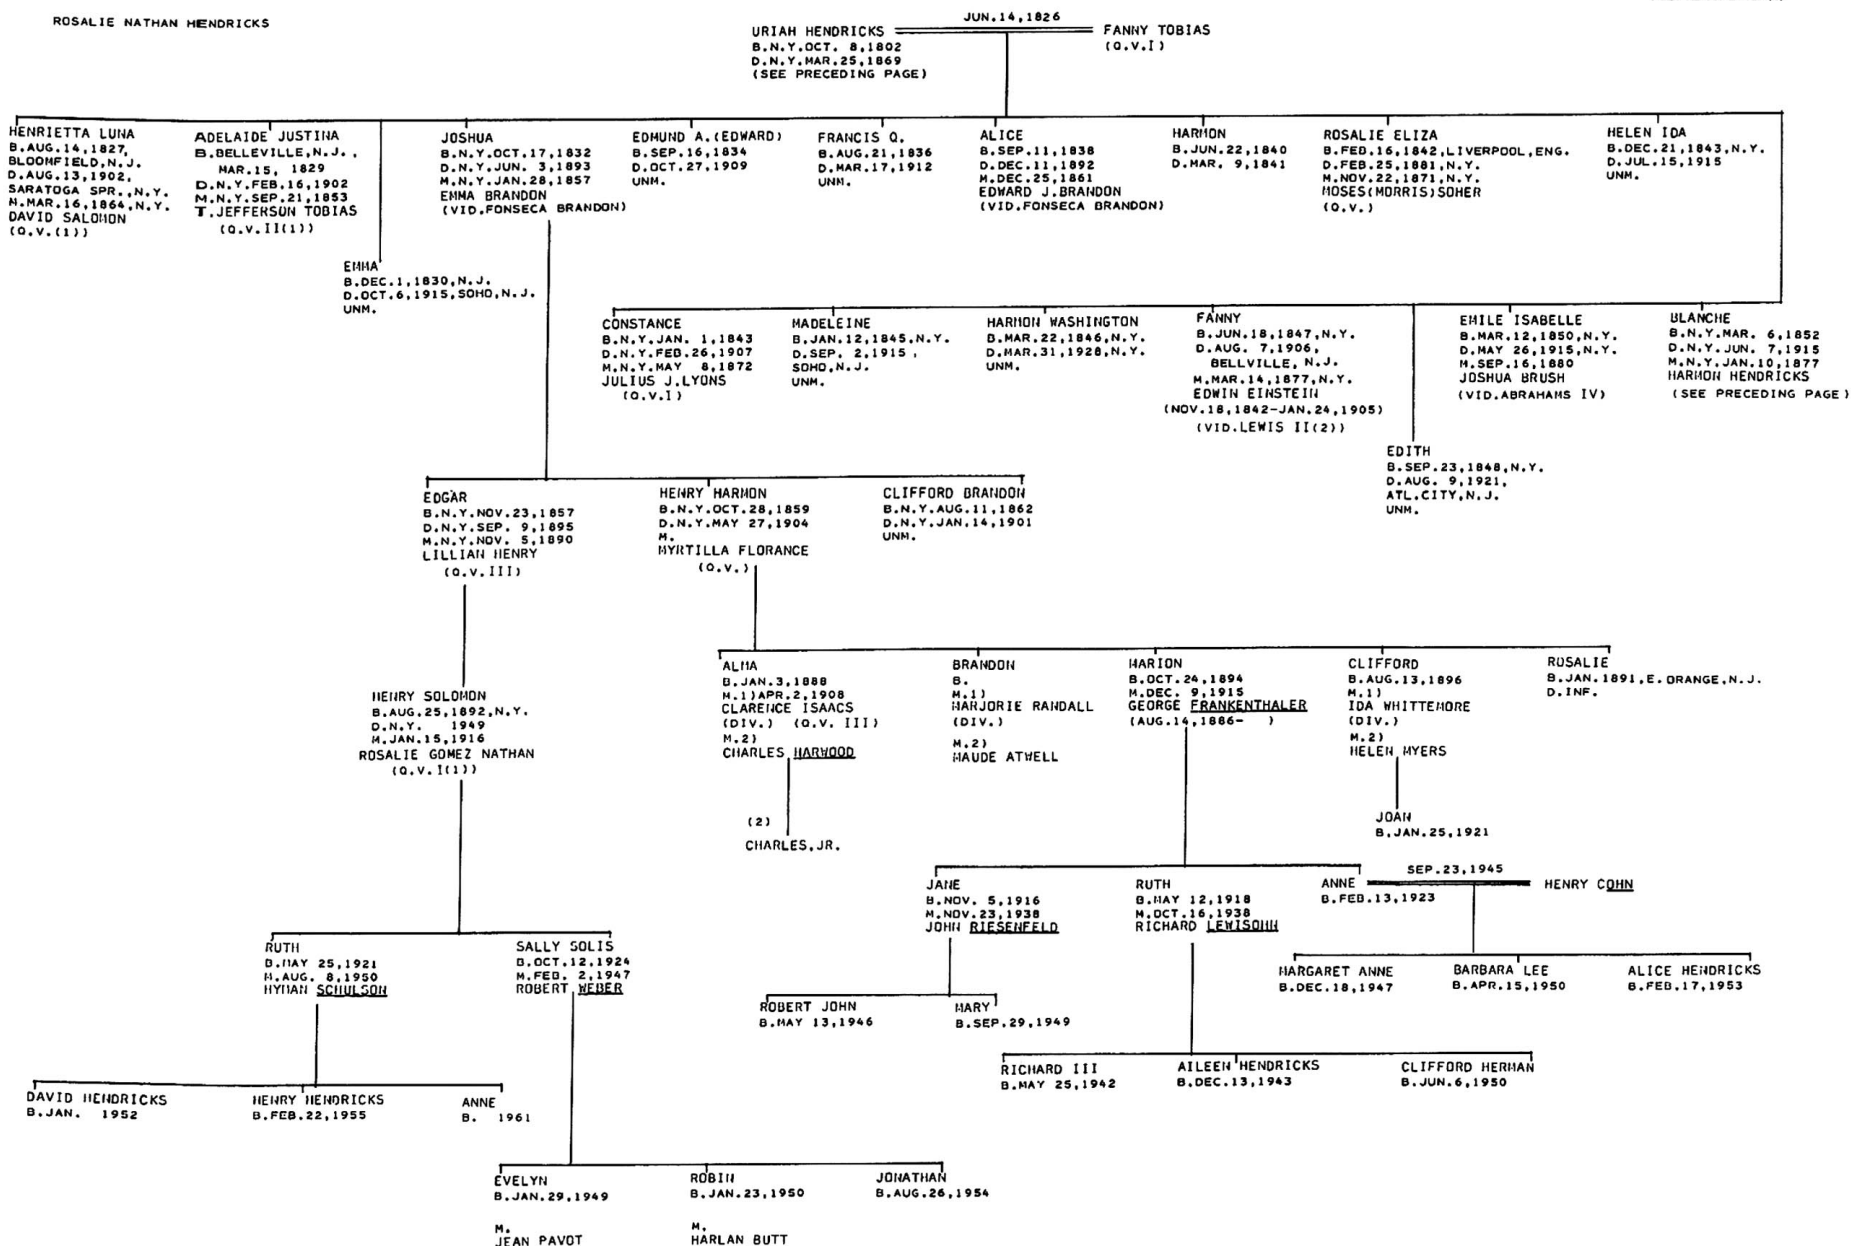 ROSALIE NATHAN HENDRICKS
JUN.14,1826
URIAH HENDRICKS
B.N.Y.OCT. 8,1802
D.N.Y.MAR.25,1869
(SEE PRECEDING PAGE)
FANNY TOBIAS
(Q.V.I)
HENRIETTA LUNA
B.AUG.14,1827,
BLOOMFIELD,N.J.
D.AUG.13,1902,
SARATOGA SPR.,N.Y.
M.MAR.16,1864,N.Y.
DAVID SALOMON
(Q.V.(1))
ADELAIDE JUSTINA
B.BELLEVILLE,N.J.,
MAR.15, 1829
D.N.Y.FEB.16,1902
M.N.Y.SEP.21,1853
T.JEFFERSON TOBIAS
(Q.V.II(1))
EMMA
B.DEC.1,1830,N.J.
D.OCT.6,1915,SOHO,N.J.
UNM.
JOSHUA
B.N.Y.OCT.17,1832
D.N.Y.JUN. 3,1893
M.N.Y.JAN.28,1857
EMMA BRANDON
(VID.FONSECA BRANDON)
EDMUND A.(EDWARD)
B.SEP.16,1834
D.OCT.27,1909
UNM.
FRANCIS Q.
B.AUG.21,1836
D.MAR.17,1912
UNM.
ALICE
B.SEP.11,1838
D.DEC.11,1892
M.DEC.25,1861
EDWARD J.BRANDON
(VID.FONSECA BRANDON)
HARMON
B.JUN.22,1840
D.MAR. 9,1841
ROSALIE ELIZA
B.FEB.16,1842,LIVERPOOL,ENG.
D.FEB.25,1881,N.Y.
M.NOV.22,1871,N.Y.
MOSES(MORRIS)SOHER
(Q.V.)
HELEN IDA
B.DEC.21,1843,N.Y.
D.JUL.15,1915
UNM.
CONSTANCE
B.N.Y.JAN. 1,1843
D.N.Y.FEB.26,1907
M.N.Y.MAY 8,1872
JULIUS J.LYONS
(Q.V.I)
MADELEINE
B.JAN.12,1845,N.Y.
D.SEP. 2,1915,
SOHO,N.J.
UNM.
HARMON WASHINGTON
B.MAR.22,1846,N.Y.
D.MAR.31,1928,N.Y.
UNM.
FANNY
B.JUN.18,1847,N.Y.
D.AUG. 7,1906,
BELLVILLE, N.J.
M.MAR.14,1877,N.Y.
EDWIN EINSTEIN
(NOV.18,1842-JAN.24,1905)
(VID.LEWIS II(2))
EDITH
B.SEP.23,1848,N.Y.
D.AUG. 9,1921,
ATL.CITY,N.J.
UNM.
EMILE ISABELLE
B.MAR.12,1850,N.Y.
D.MAY 26,1915,N.Y.
M.SEP.16,1880
JOSHUA BRUSH
(VID.ABRAHAMS IV)
BLANCHE
B.N.Y.MAR. 6,1852
D.N.Y.JUN. 7,1915
M.N.Y.JAN.10,1877
HARMON HENDRICKS
(SEE PRECEDING PAGE)
EDGAR
B.N.Y.NOV.23,1857
D.N.Y.SEP. 9,1895
M.N.Y.NOV. 5,1890
LILLIAN HENRY
(Q.V.III)
HENRY HARMON
B.N.Y.OCT.28,1859
D.N.Y.MAY 27,1904
M.
MYRTILLA FLORANCE
(Q.V.)
CLIFFORD BRANDON
B.N.Y.AUG.11,1862
D.N.Y.JAN.14,1901
UNM.
HENRY SOLOMON
B.AUG.25,1892,N.Y.
D.N.Y. 1949
M.JAN.15,1916
ROSALIE GOMEZ NATHAN
(Q.V.I(1))
ALMA
B.JAN.3,1888
M.1)APR.2,1908
CLARENCE ISAACS
(DIV.) (Q.V. III)
M.2)
CHARLES HARWOOD
(2)
CHARLES,JR.
BRANDON
B.
M.1)
MARJORIE RANDALL
(DIV.)
M.2)
MAUDE ATWELL
MARION
B.OCT.24,1894
M.DEC. 9,1915
GEORGE FRANKENTHALER
(AUG.14,1886- )
CLIFFORD
B.AUG.13,1896
M.1)
IDA WHITTEMORE
(DIV.)
M.2)
HELEN MYERS
JOAN
B.JAN.25,1921
ROSALIE
B.JAN.1891,E.ORANGE,N.J.
D.INF.
JANE
B.NOV. 5,1916
M.NOV.23,1938
JOHN RIESENFELD
RUTH
B.MAY 12,1918
M.OCT.16,1938
RICHARD LEWISOHN
ANNE
B.FEB.13,1923
SEP.23,1945
HENRY COHN
RUTH
B.MAY 25,1921
M.AUG. 8,1950
HYMAN SCHULSON
SALLY SOLIS
B.OCT.12,1924
M.FEB. 2,1947
ROBERT WEBER
ROBERT JOHN
B.MAY 13,1946
MARY
B.SEP.29,1949
MARGARET ANNE
B.DEC.18,1947
BARBARA LEE
B.APR.15,1950
ALICE HENDRICKS
B.FEB.17,1953
RICHARD III
B.MAY 25,1942
AILEEN HENDRICKS
B.DEC.13,1943
CLIFFORD HERMAN
B.JUN.6,1950
DAVID HENDRICKS
B.JAN. 1952
HENRY HENDRICKS
B.FEB.22,1955
ANNE
B. 1961
EVELYN
B.JAN.29,1949
M.
JEAN PAVOT
ROBIN
B.JAN.23,1950
M.
HARLAN BUTT
JONATHAN
B.AUG.26,1954